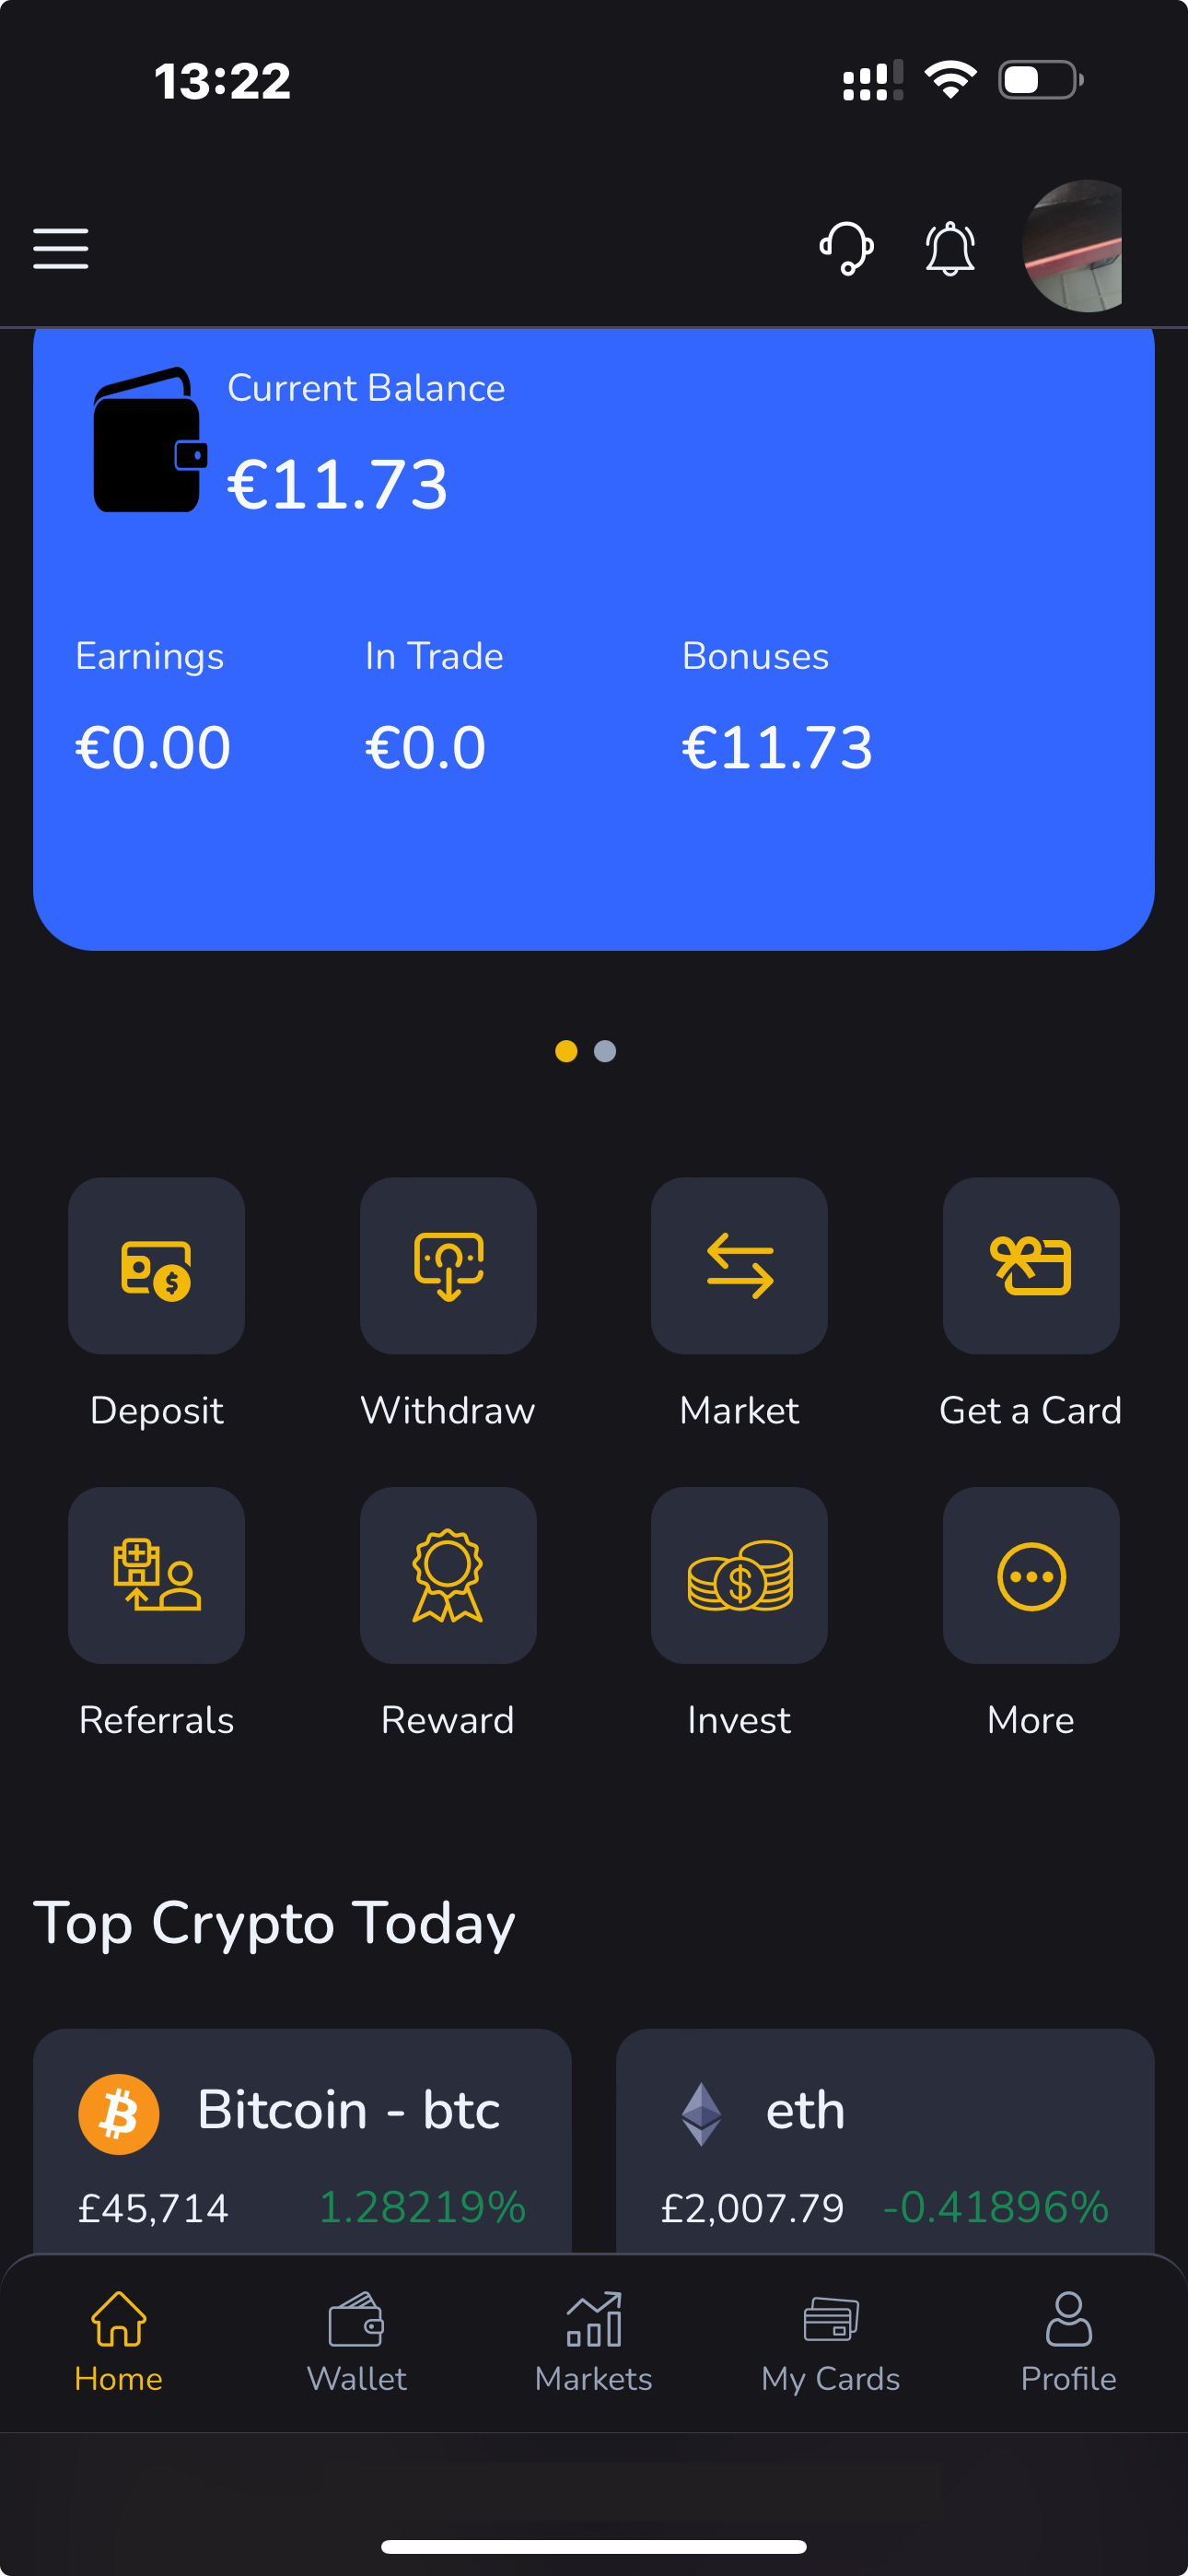 13:22
Current Balance
€11.73
Earnings In Trade Bonuses
€0.00 €0.0 €11.73
Deposit Withdraw Market Get a Card
Referrals Reward Invest More
Top Crypto Today
Bitcoin - btc eth
£45,714 1.28219% £2,007.79 -0.41896%
Home Wallet Markets My Cards Profile